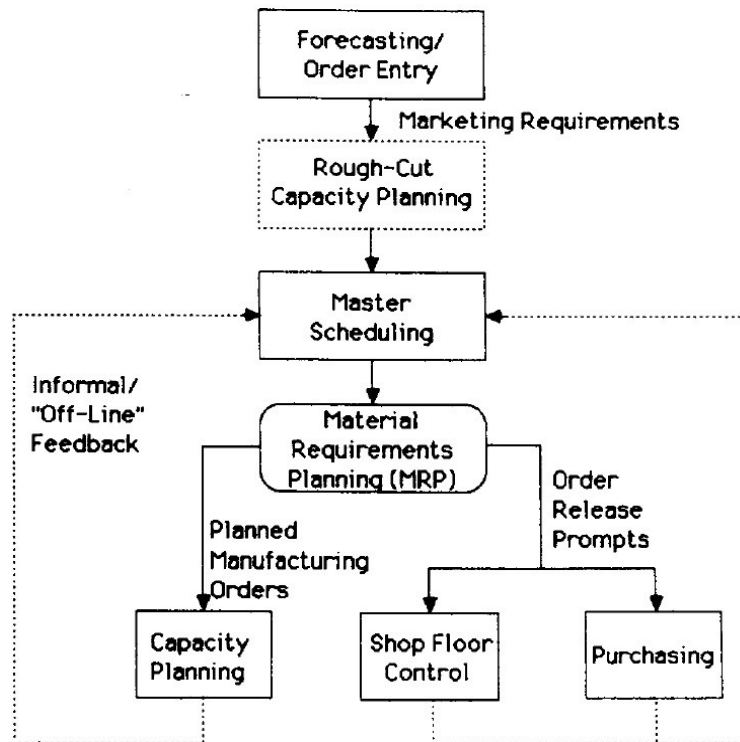 Forecasting/
Order Entry
Marketing Requirements
Rough-Cut
Capacity Planning
Master
Scheduling
Informal/
"Off-Line"
Feedback
Material
Requirements
Planning (MRP)
Order
Release
Prompts
Planned
Manufacturing
Orders
Capacity
Planning
Shop Floor
Control
Purchasing